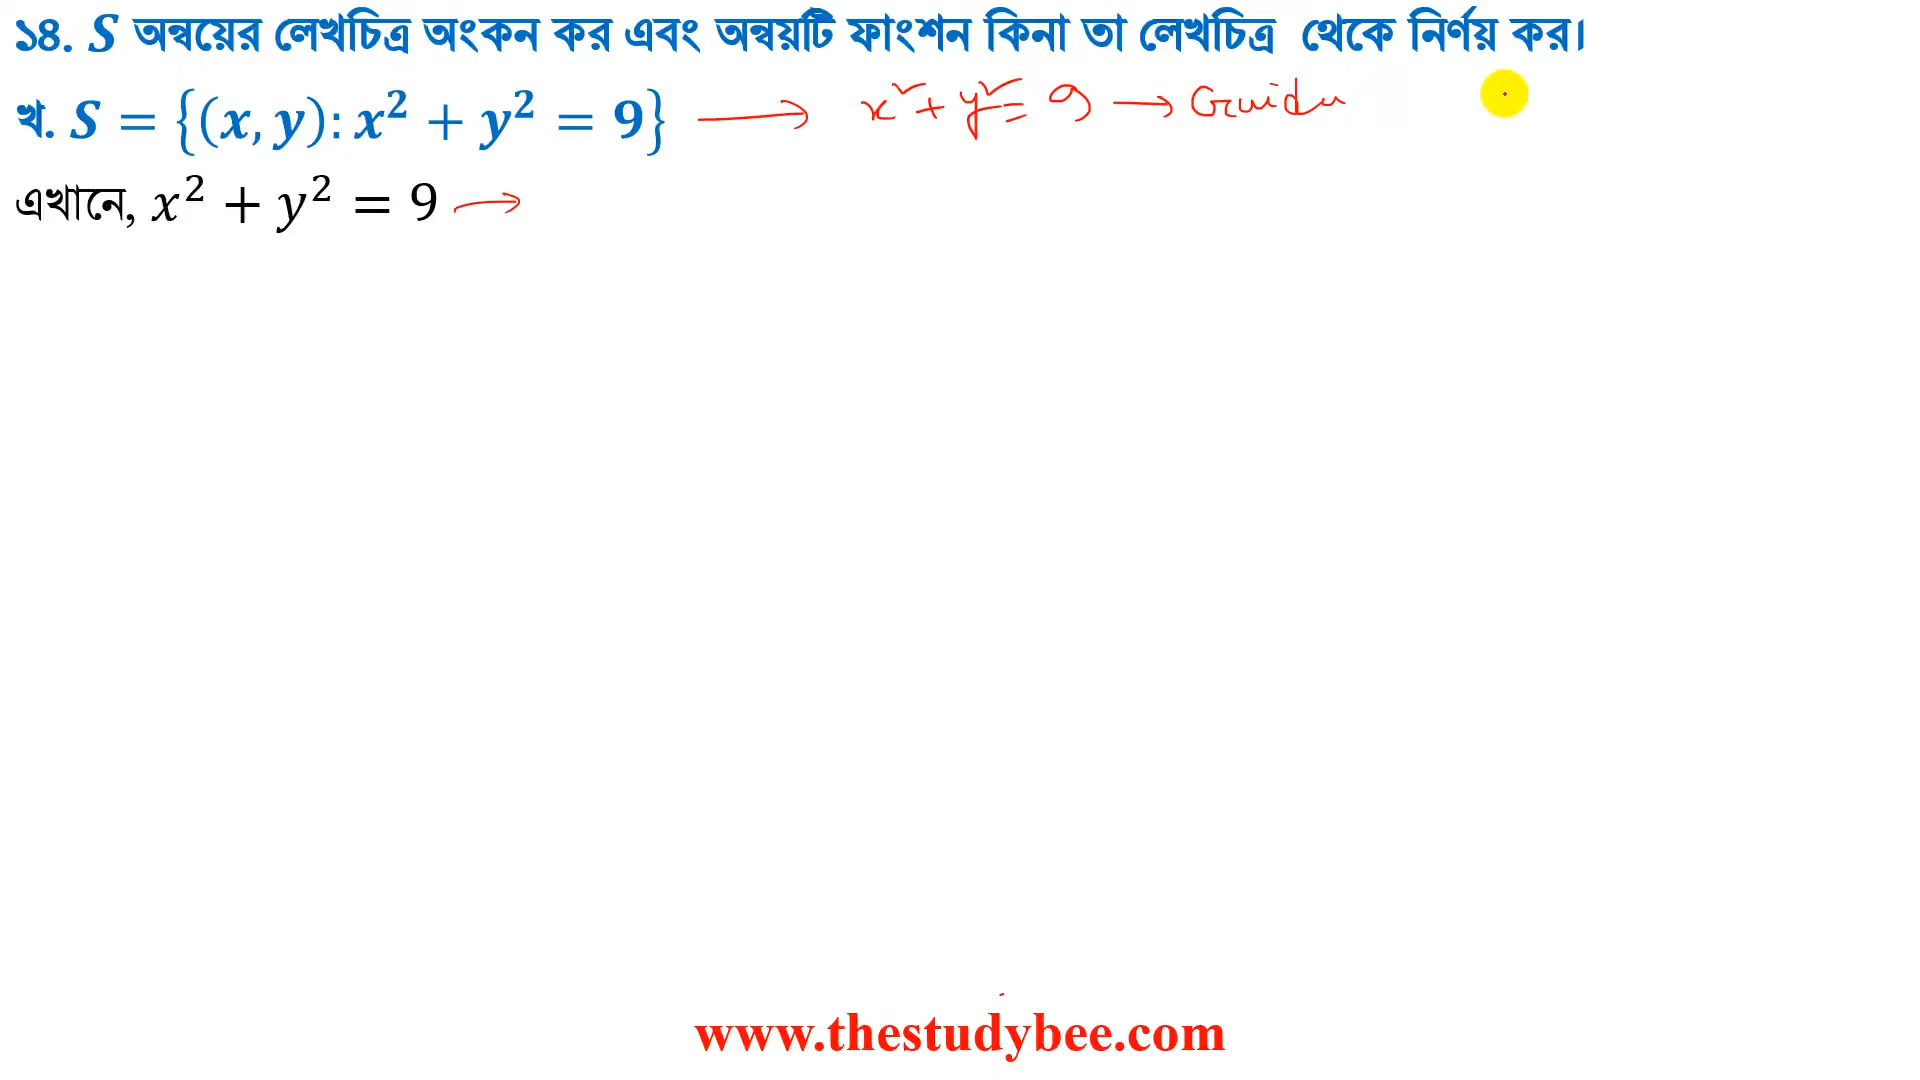 ১৪. S অন্বয়ের লেখচিত্র অংকন কর এবং অন্বয়টি ফাংশন কিনা তা লেখচিত্র থেকে নির্ণয় কর।
খ. S = {(x, y): x² + y² = 9} → x² + y² = 9 →
এখানে, x² + y² = 9 →
www.thestudybee.com